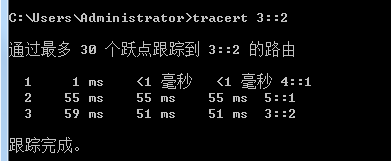 C:\Users\Administrator>tracert 3::2
通过最多 30 个跃点跟踪到 3::2 的路由
1 1 ms <1 毫秒 <1 毫秒 4::1
2 55 ms 55 ms 55 ms 5::1
3 59 ms 51 ms 51 ms 3::2
跟踪完成。